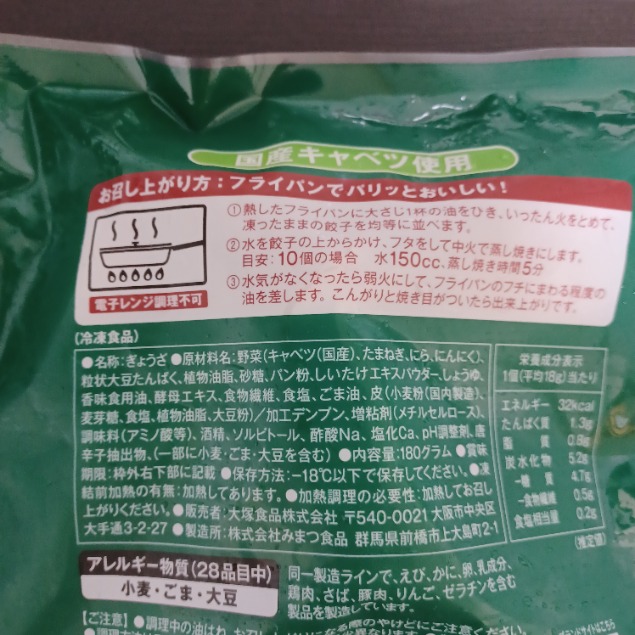 国産キャベツ使用
お召し上がり方:フライパンでパリッとおいしい!
①熱したフライパンに大さじ1杯の油をひき、いったん火をとめて、
凍ったままの餃子を均等に並べます。
②水を餃子の上からかけ、フタをして中火で蒸し焼きにします。
目安:10個の場合 水150cc、蒸し焼き時間5分
③水気がなくなったら弱火にして、フライパンのフチにまわる程度の
油を差します。こんがりと焼き目がついたら出来上がりです。
電子レンジ調理不可
(冷凍食品)
●名称:ぎょうざ ●原材料名:野菜(キャベツ(国産)、たまねぎ、にら、にんにく)、
粒状大豆たんぱく、植物油脂、砂糖、パン粉、しいたけエキスパウダー、しょうゆ、
香味食用油、酵母エキス、食物繊維、食塩、ごま油、皮(小麦粉(国内製造)、
麦芽糖、食塩、植物油脂、大豆粉)/加工デンプン、増粘剤(メチルセルロース)、
調味料(アミノ酸等)、酒精、ソルビトール、酢酸Na、塩化Ca、pH調整剤、唐
辛子抽出物、(一部に小麦・ごま・大豆を含む) ●内容量:180グラム ●賞味
期限:枠外右下部に記載 ●保存方法:-18℃以下で保存してください。●凍
結前加熱の有無:加熱してあります。●加熱調理の必要性:加熱してお召し
上がりください。●販売者:大塚食品株式会社 〒540-0021 大阪市中央区
大手通3-2-27 ●製造所:株式会社みまつ食品 群馬県前橋市上大島町2-1
栄養成分表示
1個(平均18g)当たり
エネルギー 32kcal
たんぱく質 1.3g
脂質 0.8g
炭水化物 5.2g
-糖質 4.7g
-食物繊維 0.5g
食塩相当量 0.2g
(推定値)
アレルギー物質(28品目中)
小麦・ごま・大豆
同一製造ラインで、えび、かに、卵、乳成分、
鶏肉、さば、豚肉、りんご、ゼラチンを含む
製品を製造しています。
【ご注意】●調理中の油はね、
る際のやけどにご注意ください。